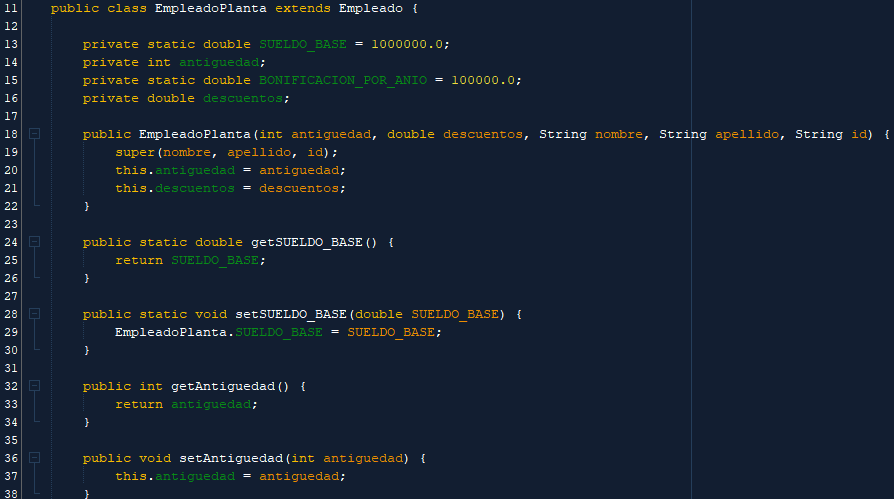 11 public class EmpleadoPlanta extends Empleado {
12
13 private static double SUELDO_BASE = 1000000.0;
14 private int antiguedad;
15 private static double BONIFICACION_POR_ANIO = 100000.0;
16 private double descuentos;
17
18 public EmpleadoPlanta(int antiguedad, double descuentos, String nombre, String apellido, String id) {
19 super(nombre, apellido, id);
20 this.antiguedad = antiguedad;
21 this.descuentos = descuentos;
22 }
23
24 public static double getSUELDO_BASE() {
25 return SUELDO_BASE;
26 }
27
28 public static void setSUELDO_BASE(double SUELDO_BASE) {
29 EmpleadoPlanta.SUELDO_BASE = SUELDO_BASE;
30 }
31
32 public int getAntiguedad() {
33 return antiguedad;
34 }
35
36 public void setAntiguedad(int antiguedad) {
37 this.antiguedad = antiguedad;
38 }